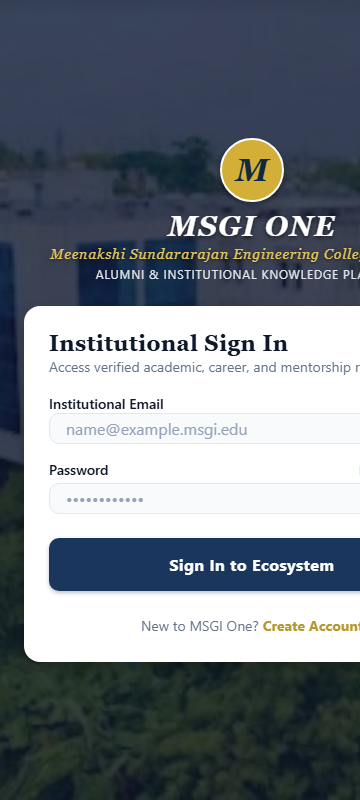 M
MSGI ONE
Meenakshi Sundararajan Engineering Colle
ALUMNI & INSTITUTIONAL KNOWLEDGE PLA
Institutional Sign In
Access verified academic, career, and mentorship r
Institutional Email
name@example.msgi.edu
Password
••••••••••••
Sign In to Ecosystem
New to MSGI One? Create Account